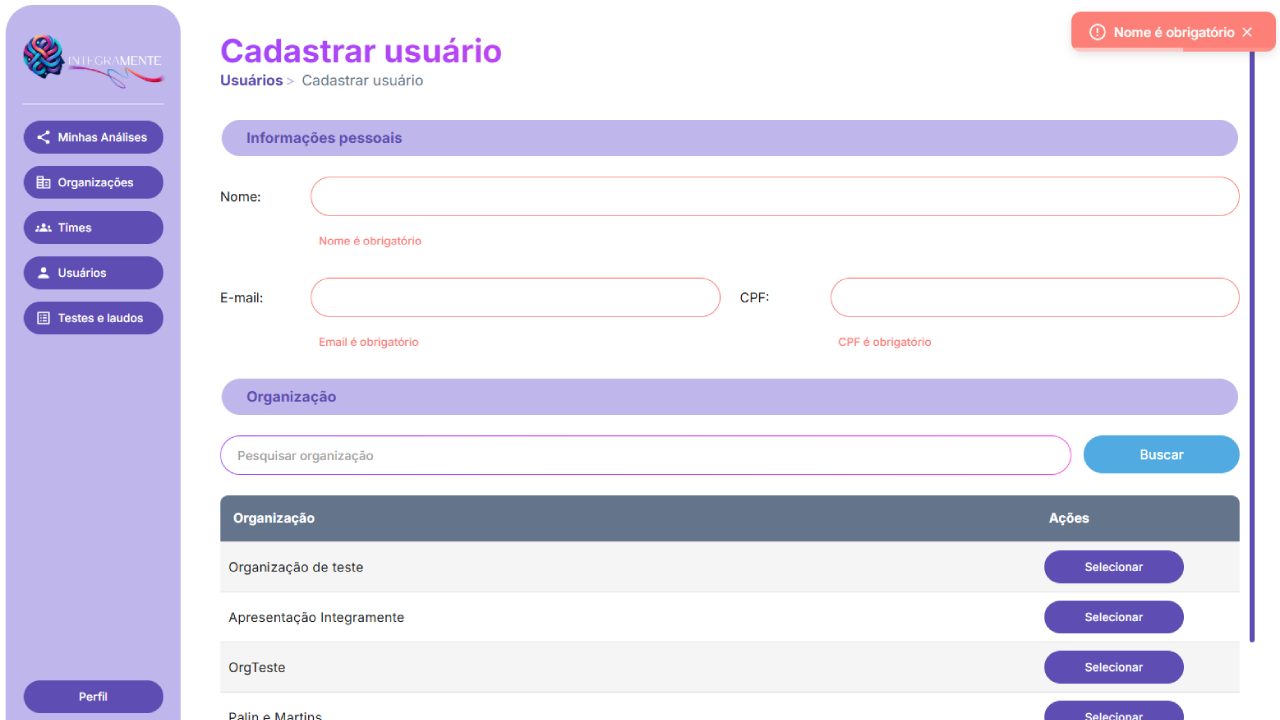 INTEGRAMENTE
Minhas Análises
Organizações
Times
Usuários
Testes e laudos
Perfil
Cadastrar usuário
Usuários > Cadastrar usuário
Nome é obrigatório
Informações pessoais
Nome:
Nome é obrigatório
E-mail:
CPF:
Email é obrigatório
CPF é obrigatório
Organização
Pesquisar organização
Buscar
Organização
Ações
Organização de teste
Selecionar
Apresentação Integramente
Selecionar
OrgTeste
Selecionar
Palin e Martins
Selecionar